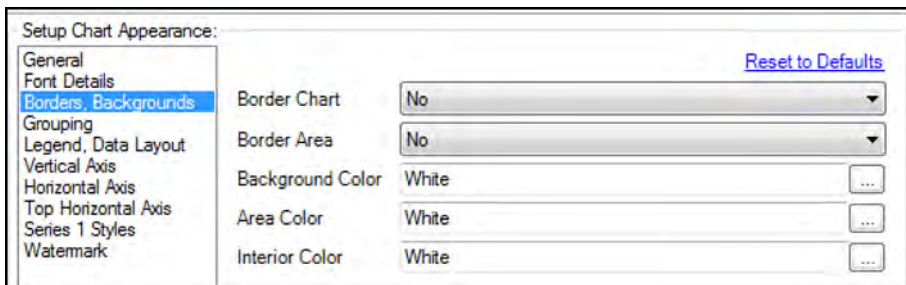 Setup Chart Appearance:
General
Font Details
Borders, Backgrounds
Grouping
Legend, Data Layout
Vertical Axis
Horizontal Axis
Top Horizontal Axis
Series 1 Styles
Watermark
Reset to Defaults
Border Chart No
Border Area No
Background Color White ...
Area Color White ...
Interior Color White ...